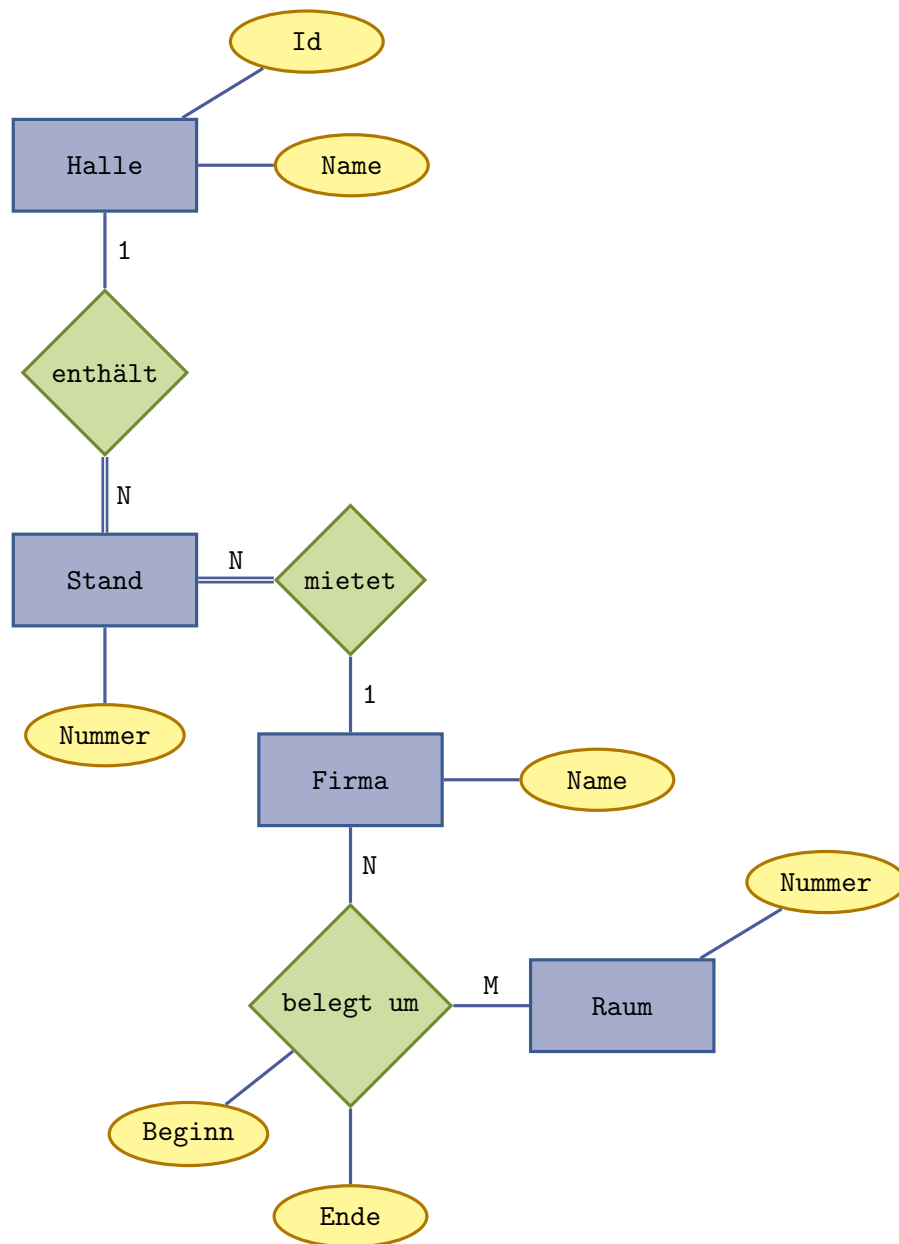 Id
Halle
Name
1
enthält
N
Stand
N
mietet
Nummer
1
Firma
Name
N
Nummer
belegt um
M
Raum
Beginn
Ende